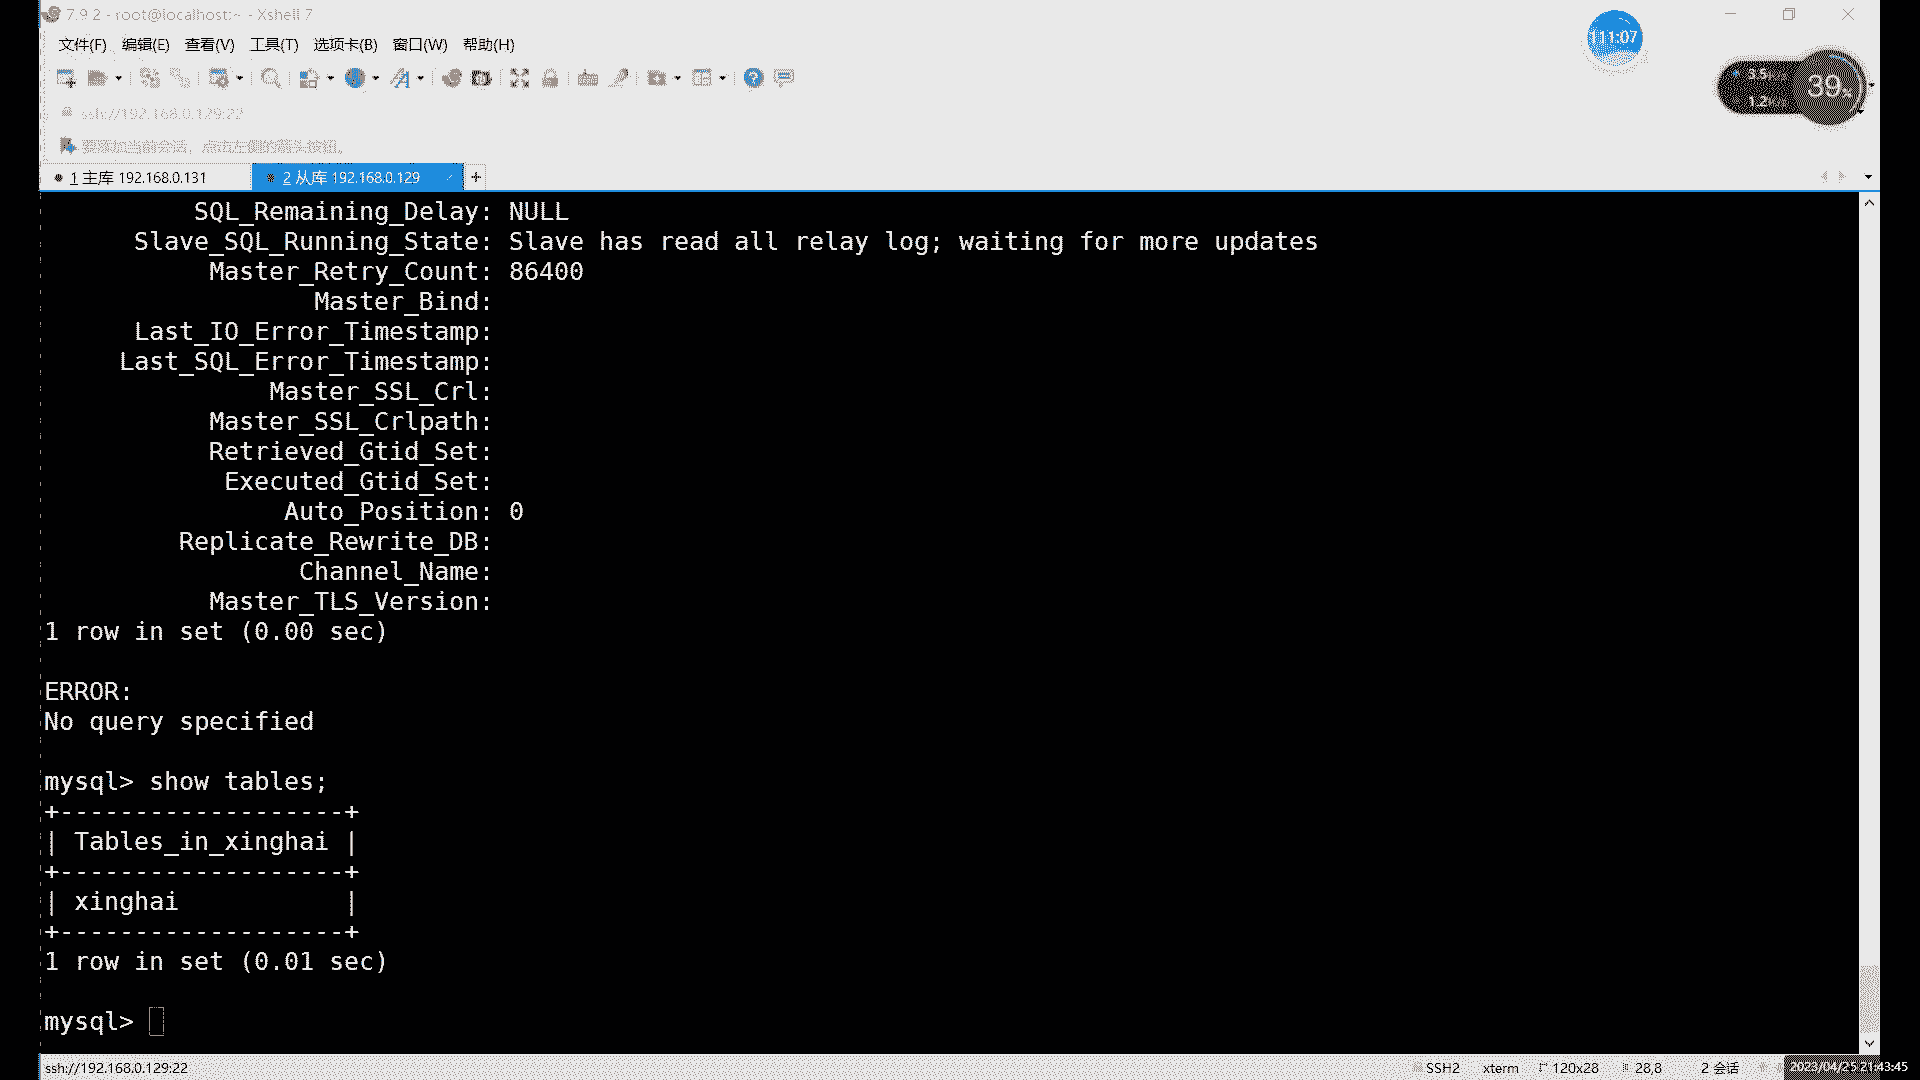 7.9 2 - root@localhost:~ - Xshell 7
文件(F) 编辑(E) 查看(V) 工具(T) 选项卡(B) 窗口(W) 帮助(H)
11:07
3.5
1.2
39%
ssh://192.168.0.129:22
要添加当前会话，点击左侧的箭头按钮。
1 主库 192.168.0.131
2 从库 192.168.0.129
+
SQL_Remaining_Delay: NULL
Slave_SQL_Running_State: Slave has read all relay log; waiting for more updates
Master_Retry_Count: 86400
Master_Bind:
Last_IO_Error_Timestamp:
Last_SQL_Error_Timestamp:
Master_SSL_Crl:
Master_SSL_Crlpath:
Retrieved_Gtid_Set:
Executed_Gtid_Set:
Auto_Position: 0
Replicate_Rewrite_DB:
Channel_Name:
Master_TLS_Version:
1 row in set (0.00 sec)
ERROR:
No query specified
mysql> show tables;
+-------------------+
| Tables_in_xinghai |
+-------------------+
| xinghai           |
+-------------------+
1 row in set (0.01 sec)
mysql>
ssh://192.168.0.129:22
SSH2
xterm
120x28
28,8
2 会话
2023/04/25 21:43:45